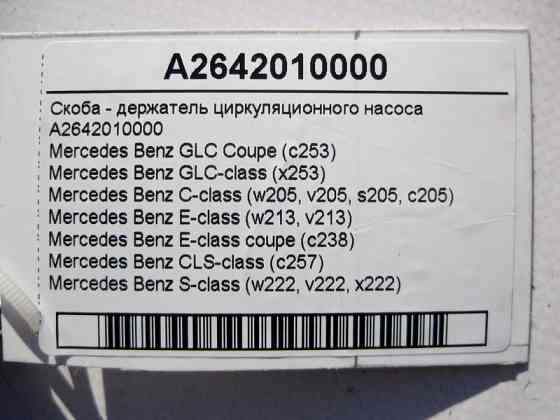 A2642010000
Скоба - держатель циркуляционного насоса
A2642010000
Mercedes Benz GLC Coupe (c253)
Mercedes Benz GLC-class (x253)
Mercedes Benz C-class (w205, v205, s205, c205)
Mercedes Benz E-class (w213, v213)
Mercedes Benz E-class coupe (c238)
Mercedes Benz CLS-class (c257)
Mercedes Benz S-class (w222, v222, x222)